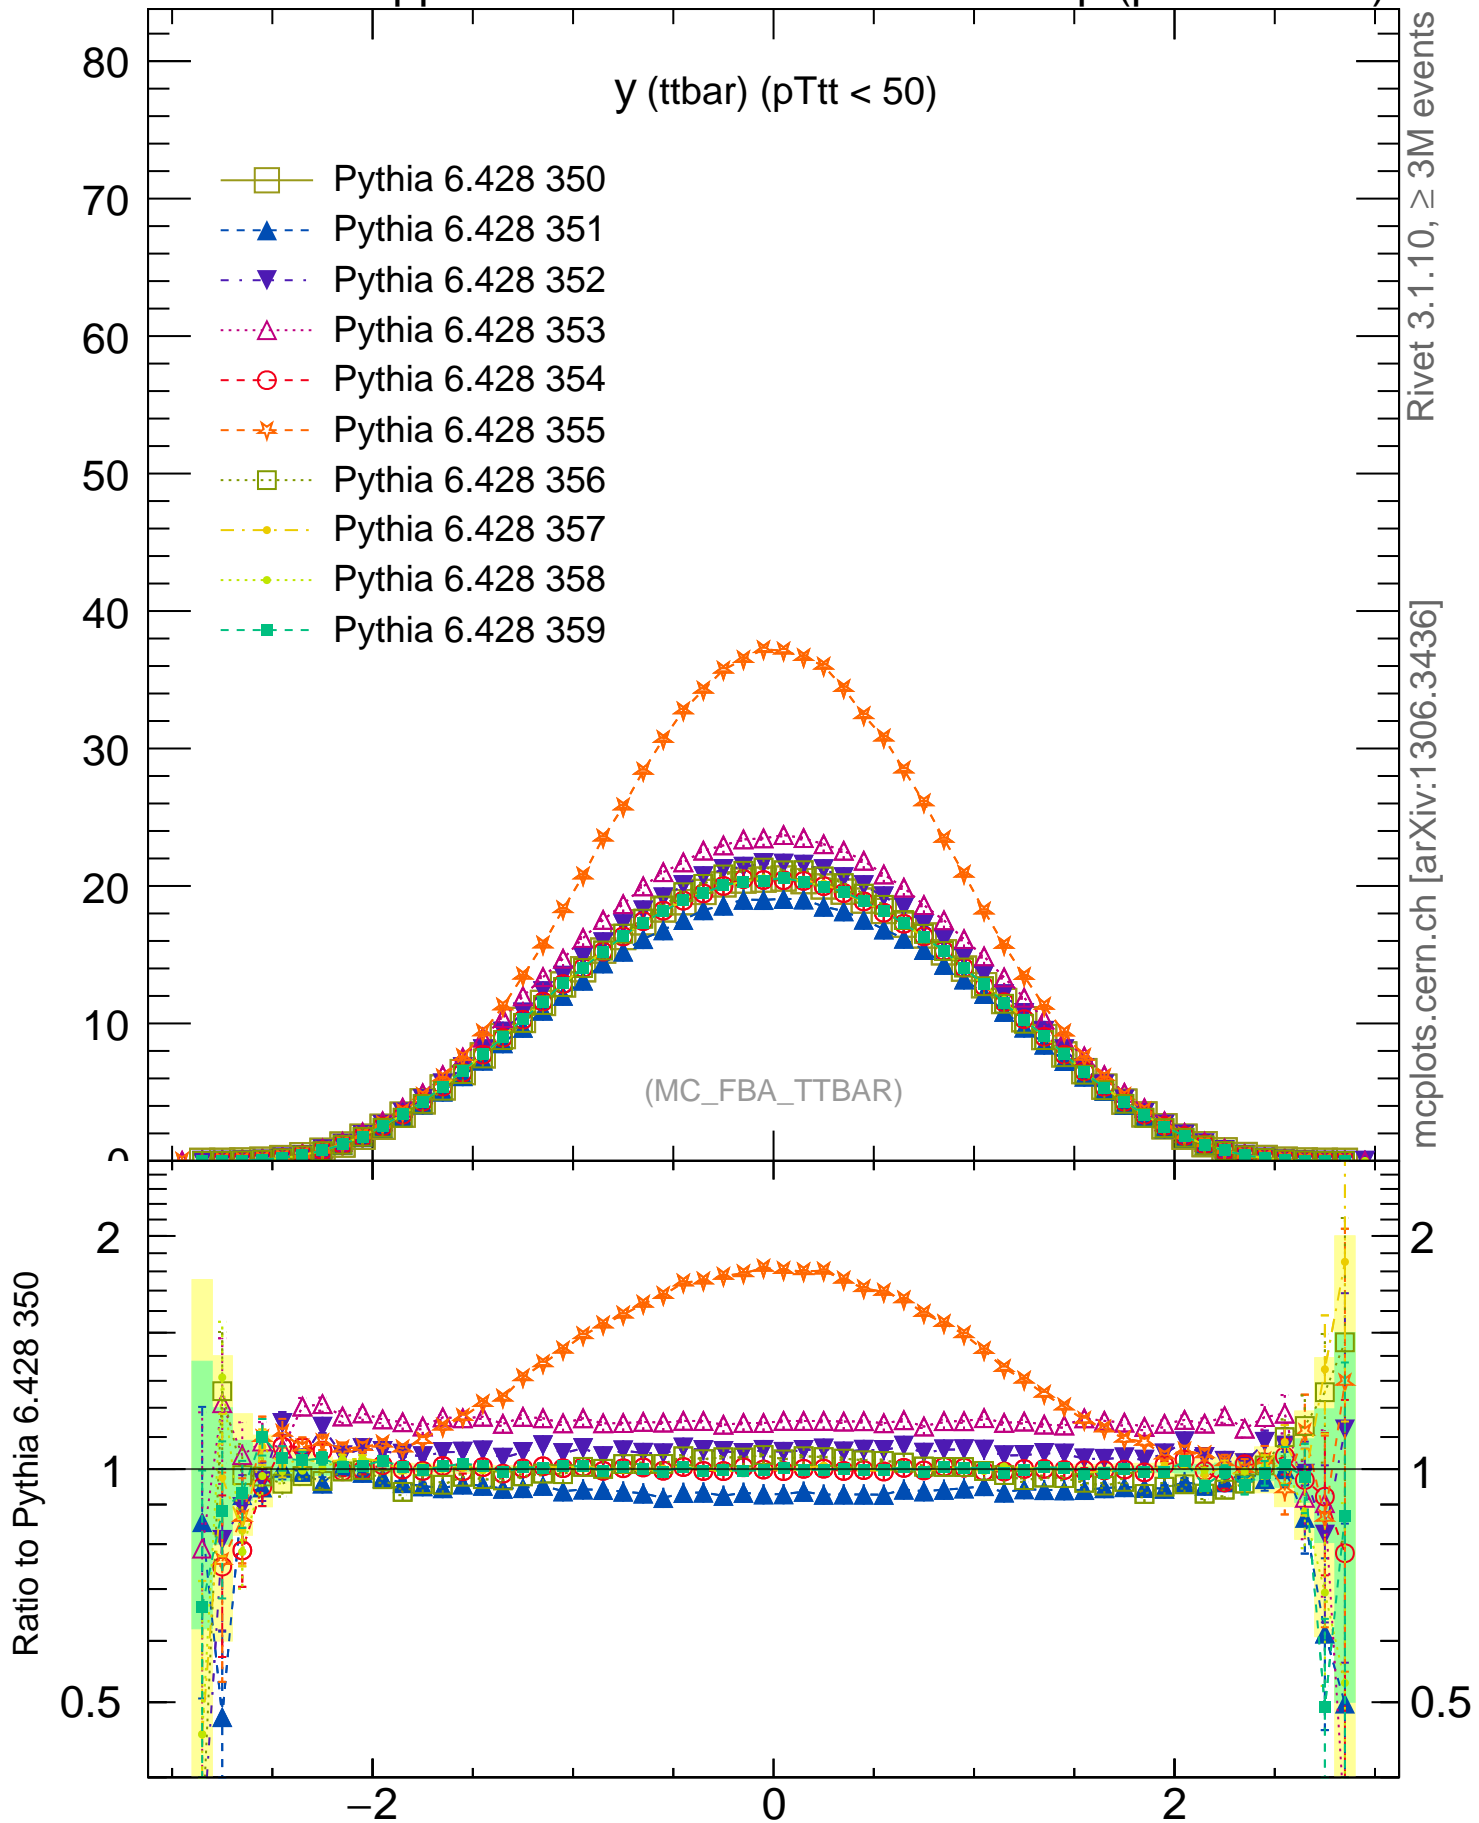 y (ttbar) (pTtt < 50)
80
70
60
50
40
30
20
10
0
Pythia 6.428 350
Pythia 6.428 351
Pythia 6.428 352
Pythia 6.428 353
Pythia 6.428 354
Pythia 6.428 355
Pythia 6.428 356
Pythia 6.428 357
Pythia 6.428 358
Pythia 6.428 359
(MC_FBA_TTBAR)
Rivet 3.1.10, ≥ 3M events
mcplots.cern.ch [arXiv:1306.3436]
Ratio to Pythia 6.428 350
2
1
0.5
2
1
0.5
−2
0
2